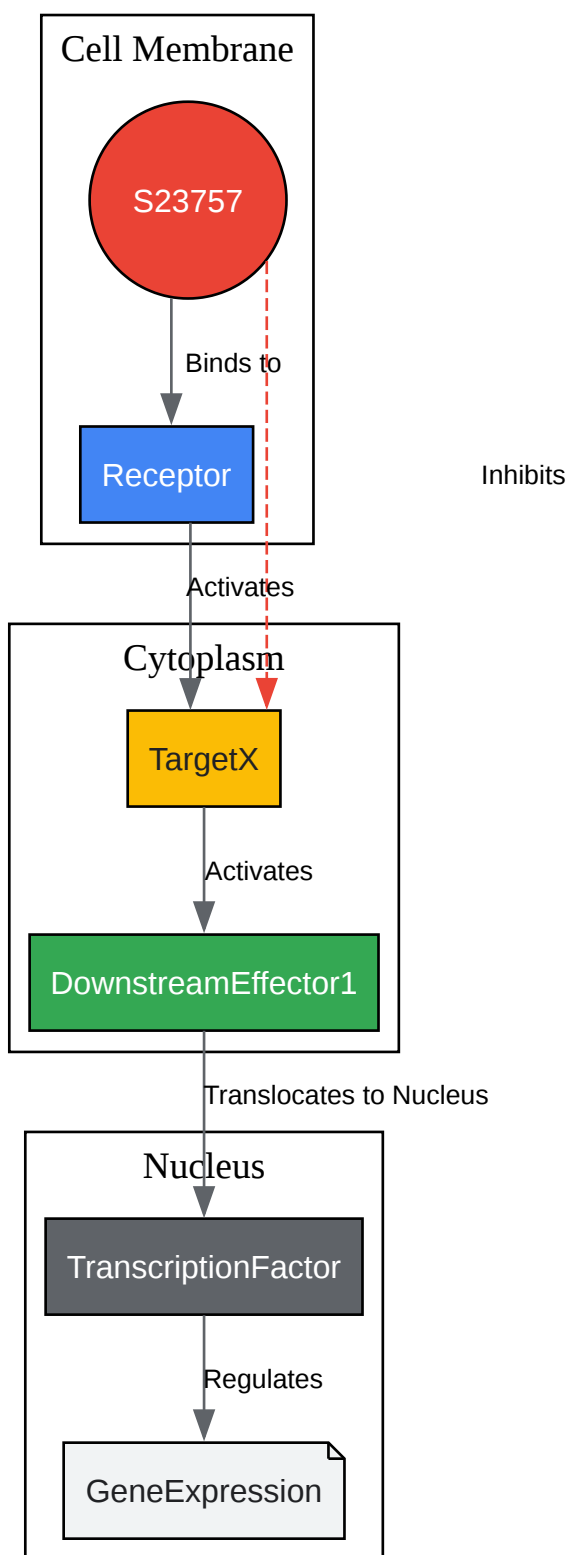 Cell Membrane
S23757
Binds to
Receptor
Inhibits
Activates
Cytoplasm
TargetX
Activates
DownstreamEffector1
Translocates to Nucleus
Nucleus
TranscriptionFactor
Regulates
GeneExpression